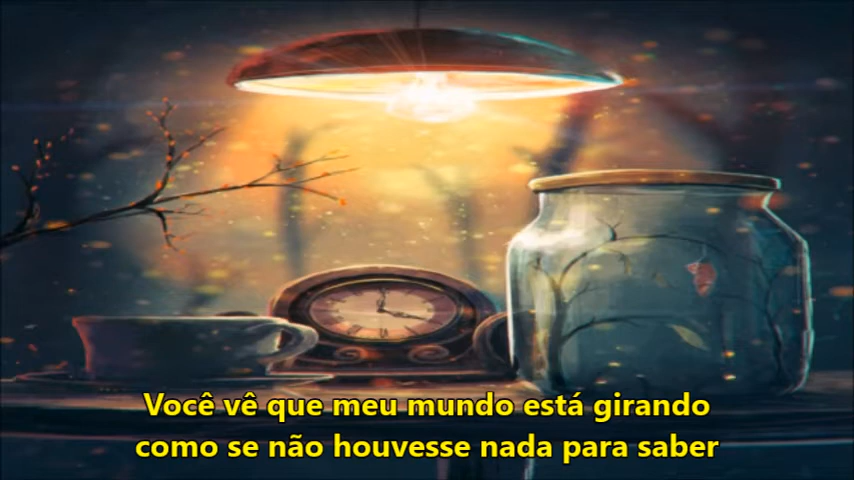 Você vê que meu mundo está girando
como se não houvesse nada para saber